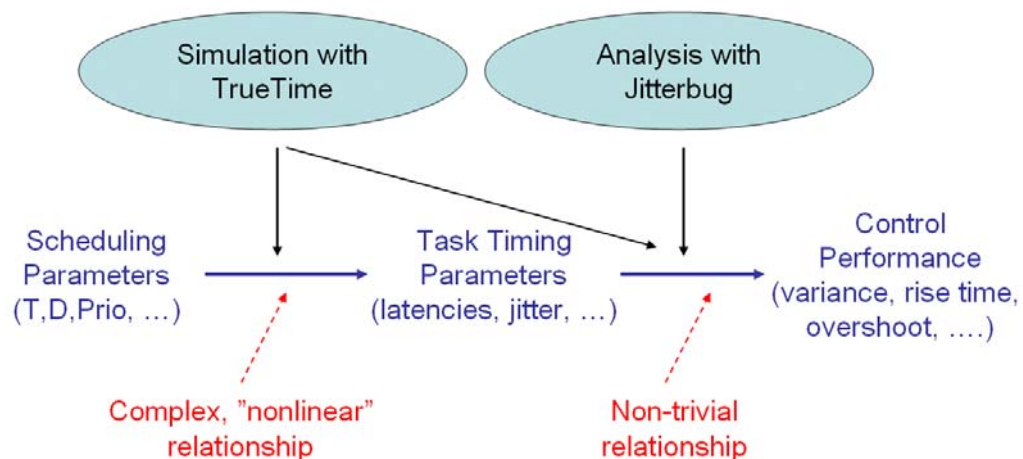 Simulation with
TrueTime
Analysis with
Jitterbug
Scheduling
Parameters
(T,D,Prio, …)
Task Timing
Parameters
(latencies, jitter, …)
Control
Performance
(variance, rise time,
overshoot, ….)
Complex, ”nonlinear”
relationship
Non-trivial
relationship